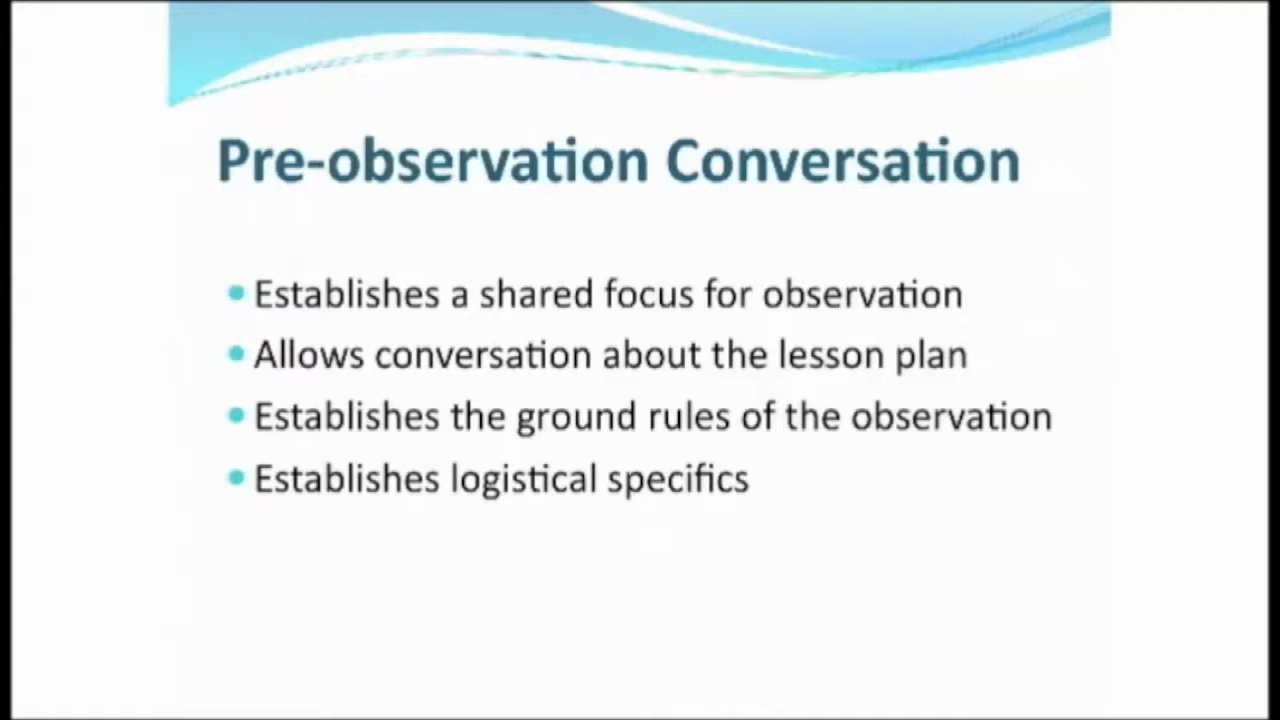 Pre-observation Conversation
• Establishes a shared focus for observation
• Allows conversation about the lesson plan
• Establishes the ground rules of the observation
• Establishes logistical specifics